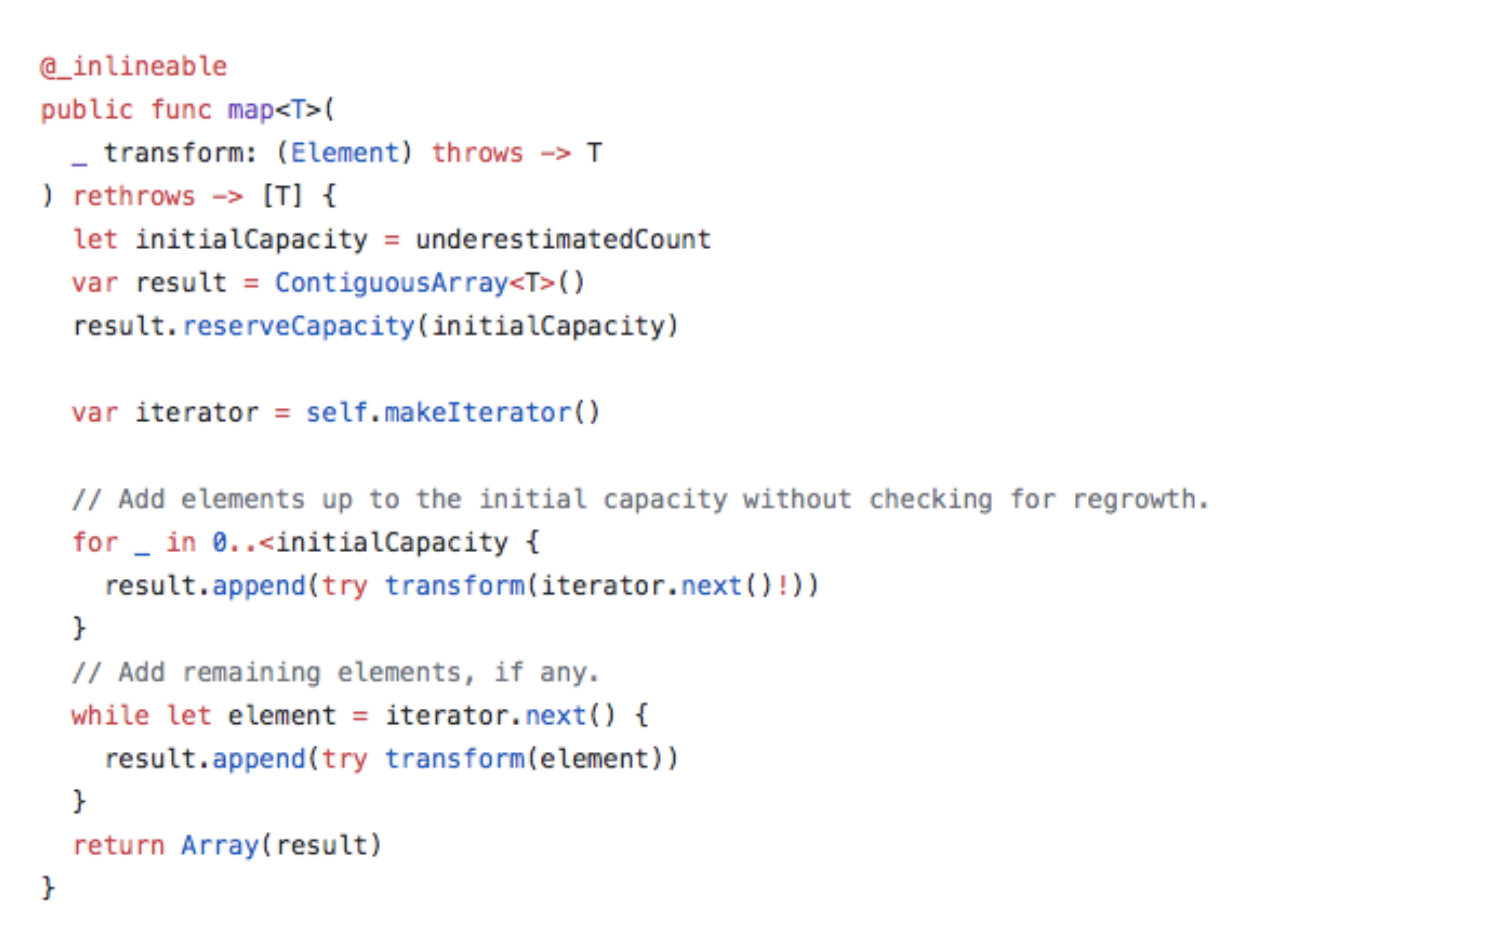 @_inlineable
public func map<T>(
  _ transform: (Element) throws -> T
) rethrows -> [T] {
  let initialCapacity = underestimatedCount
  var result = ContiguousArray<T>()
  result.reserveCapacity(initialCapacity)

  var iterator = self.makeIterator()

  // Add elements up to the initial capacity without checking for regrowth.
  for _ in 0..<initialCapacity {
    result.append(try transform(iterator.next()!))
  }
  // Add remaining elements, if any.
  while let element = iterator.next() {
    result.append(try transform(element))
  }
  return Array(result)
}